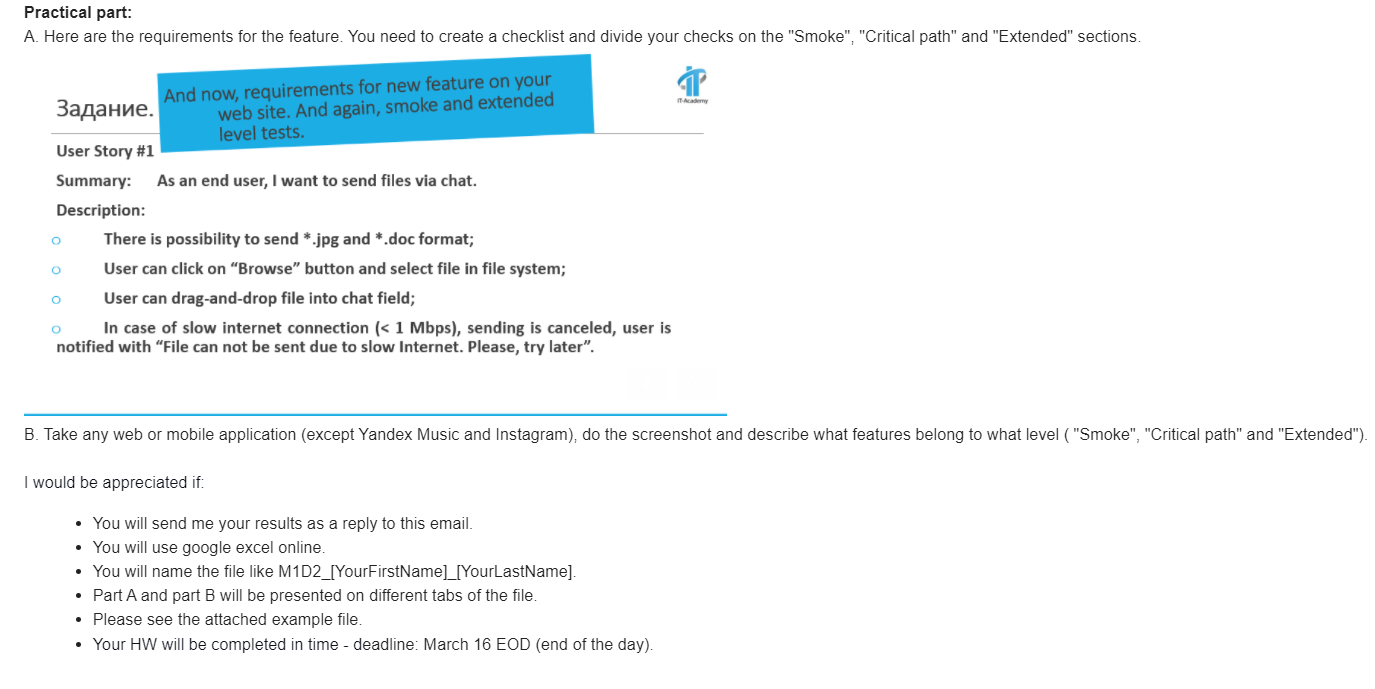 Practical part:
A. Here are the requirements for the feature. You need to create a checklist and divide your checks on the "Smoke", "Critical path" and "Extended" sections.
Задание.
And now, requirements for new feature on your
web site. And again, smoke and extended
level tests.
IT-Academy
User Story #1
Summary: As an end user, I want to send files via chat.
Description:
o There is possibility to send *.jpg and *.doc format;
o User can click on “Browse” button and select file in file system;
o User can drag-and-drop file into chat field;
o In case of slow internet connection (< 1 Mbps), sending is canceled, user is
notified with “File can not be sent due to slow Internet. Please, try later”.
B. Take any web or mobile application (except Yandex Music and Instagram), do the screenshot and describe what features belong to what level ( "Smoke", "Critical path" and "Extended").
I would be appreciated if:
• You will send me your results as a reply to this email.
• You will use google excel online.
• You will name the file like M1D2_[YourFirstName]_[YourLastName].
• Part A and part B will be presented on different tabs of the file.
• Please see the attached example file.
• Your HW will be completed in time - deadline: March 16 EOD (end of the day).